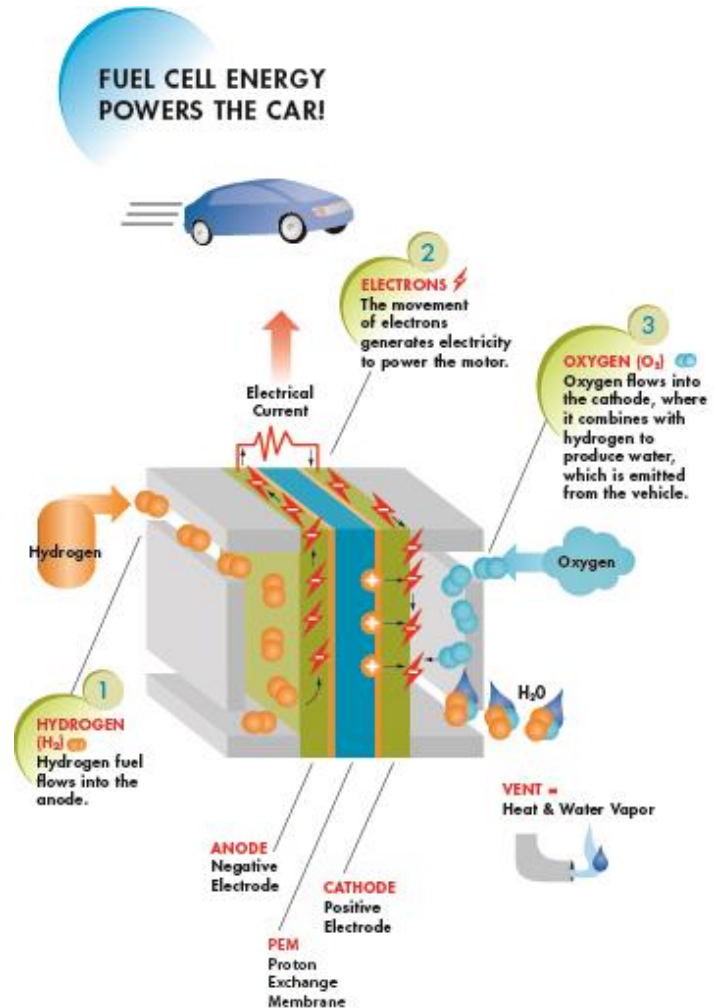 FUEL CELL ENERGY
POWERS THE CAR!
2
ELECTRONS
The movement
of electrons
generates electricity
to power the motor.
3
OXYGEN (O₂)
Oxygen flows into
the cathode, where
it combines with
hydrogen to
produce water,
which is emitted
from the vehicle.
Electrical
Current
Hydrogen
Oxygen
1
HYDROGEN
(H₂)
Hydrogen fuel
flows into the
anode.
H₂0
VENT =
Heat & Water Vapor
ANODE
Negative
Electrode
CATHODE
Positive
Electrode
PEM
Proton
Exchange
Membrane